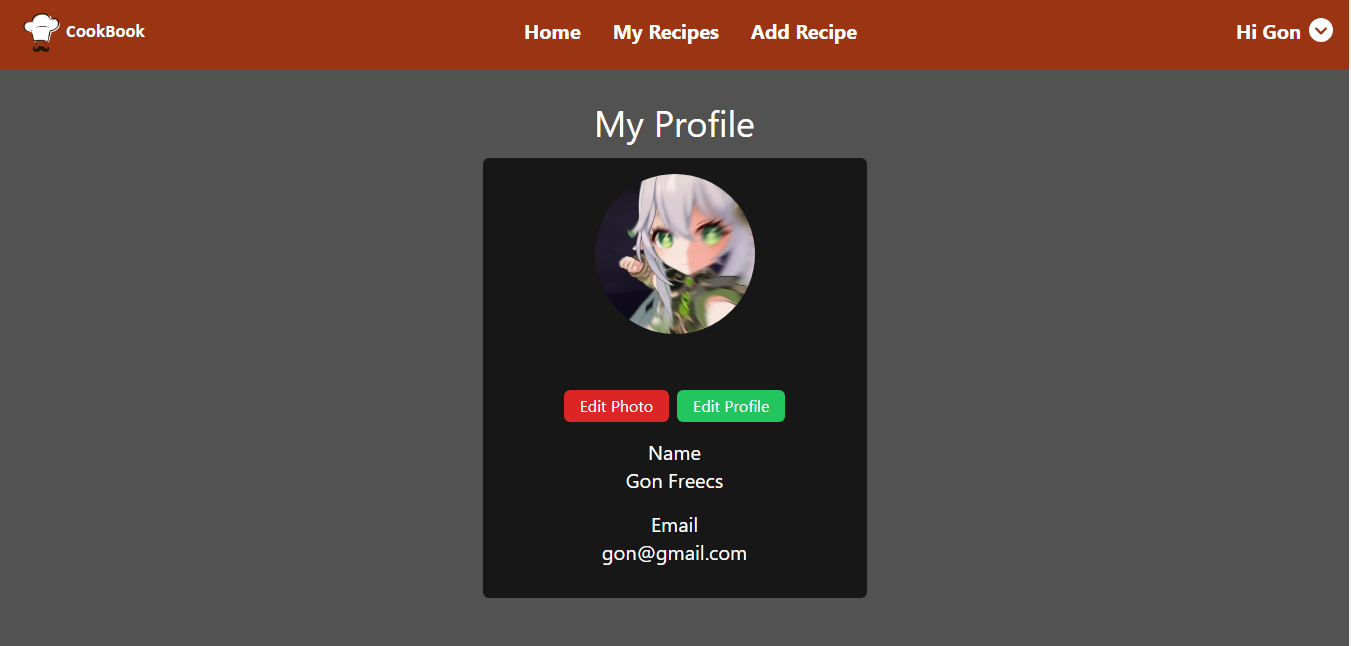 CookBook
Home My Recipes Add Recipe
Hi Gon
My Profile
Edit Photo Edit Profile
Name
Gon Freecs
Email
gon@gmail.com